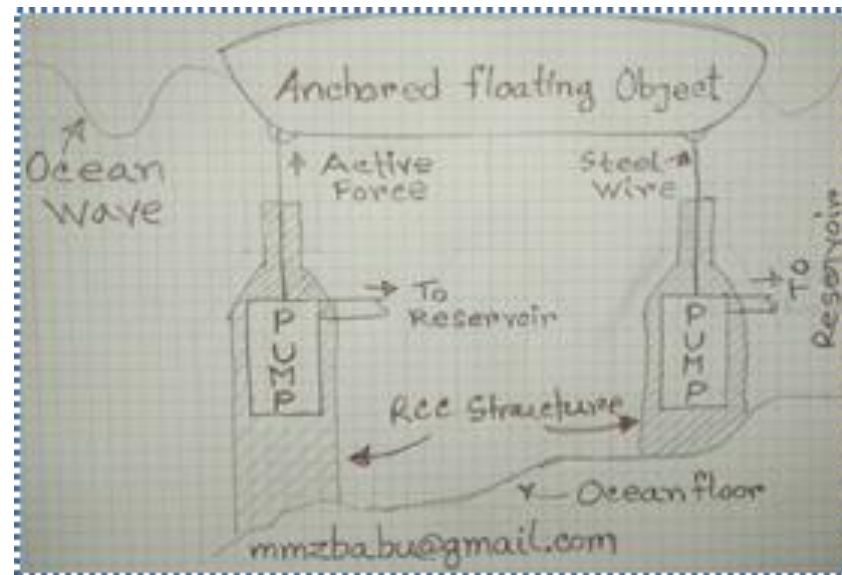 Anchored floating Object
Ocean
Wave
Active
Force
Steel
Wire
To
Reservoir
To
Reservoir
PUMP
PUMP
RCC Structure
Ocean floor
mmzbabu@gmail.com